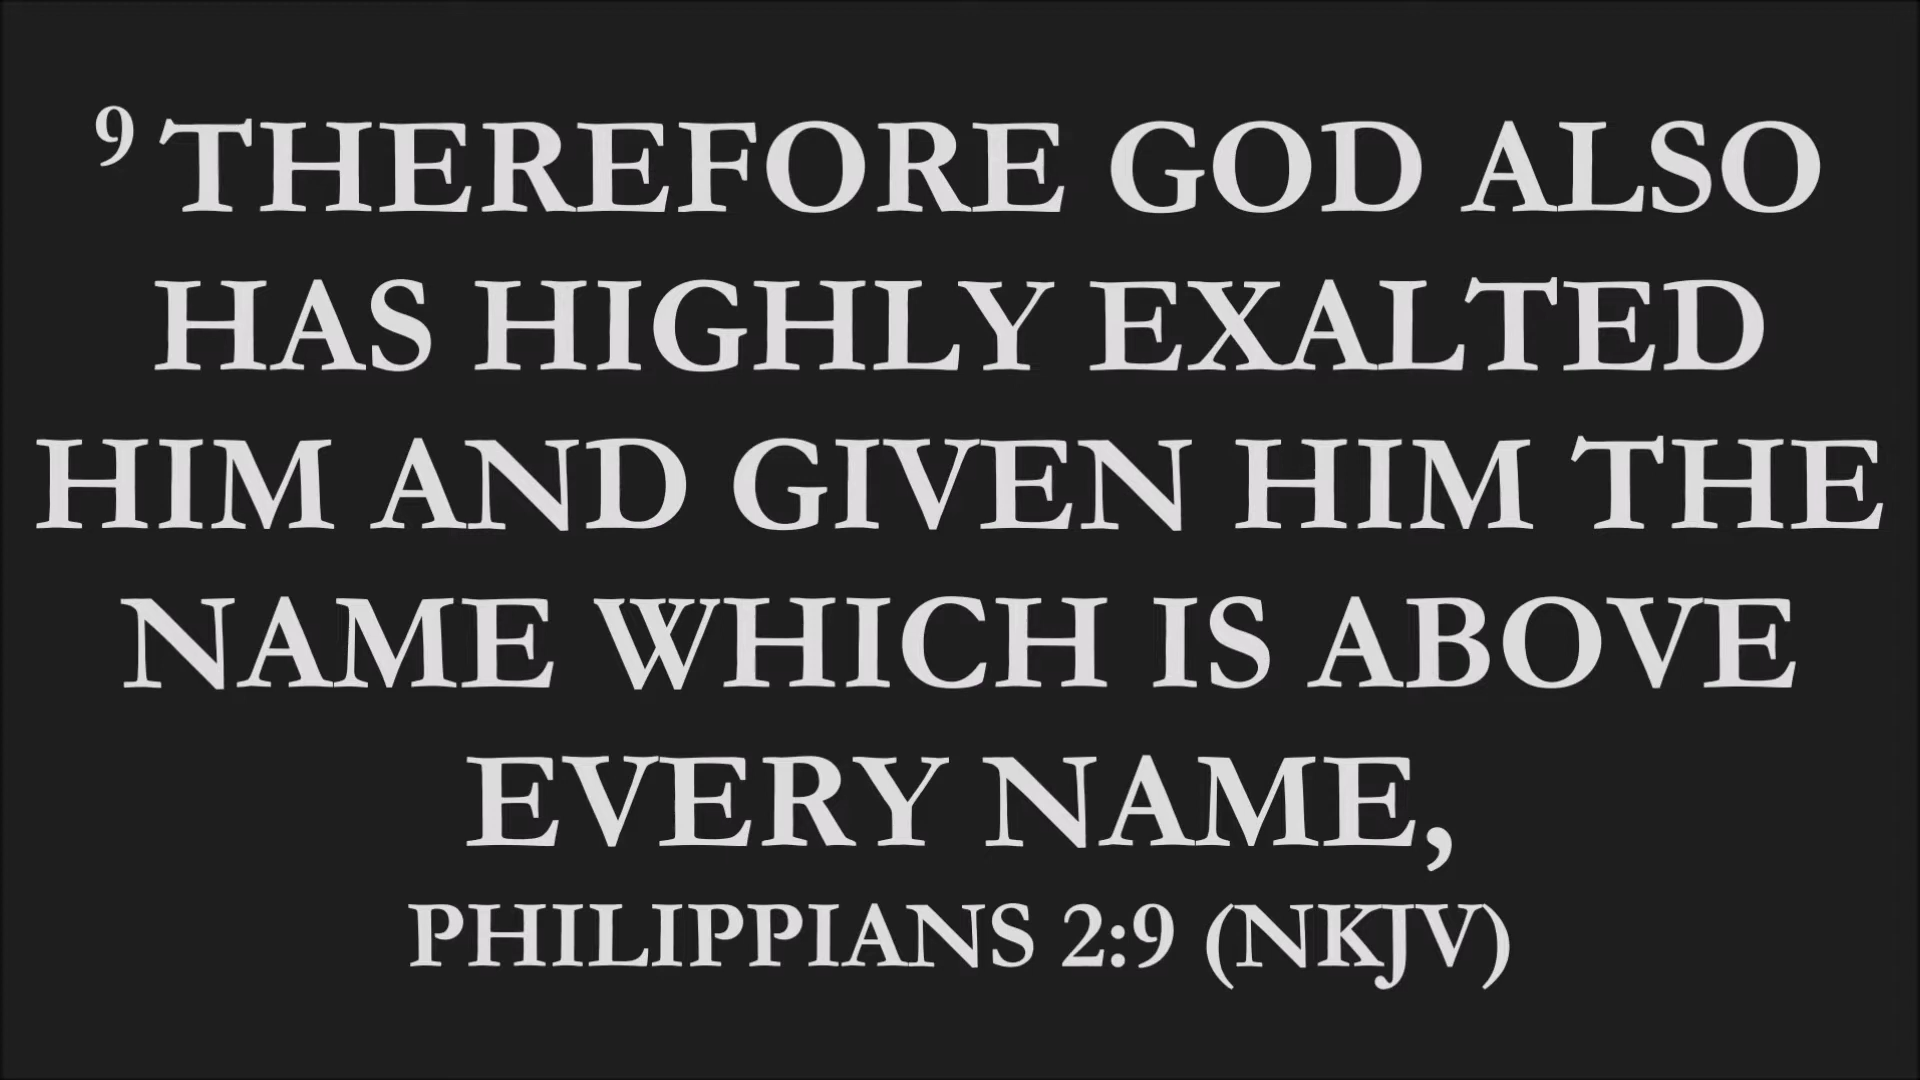 9 THEREFORE GOD ALSO
HAS HIGHLY EXALTED
HIM AND GIVEN HIM THE
NAME WHICH IS ABOVE
EVERY NAME,
PHILIPPIANS 2:9 (NKJV)